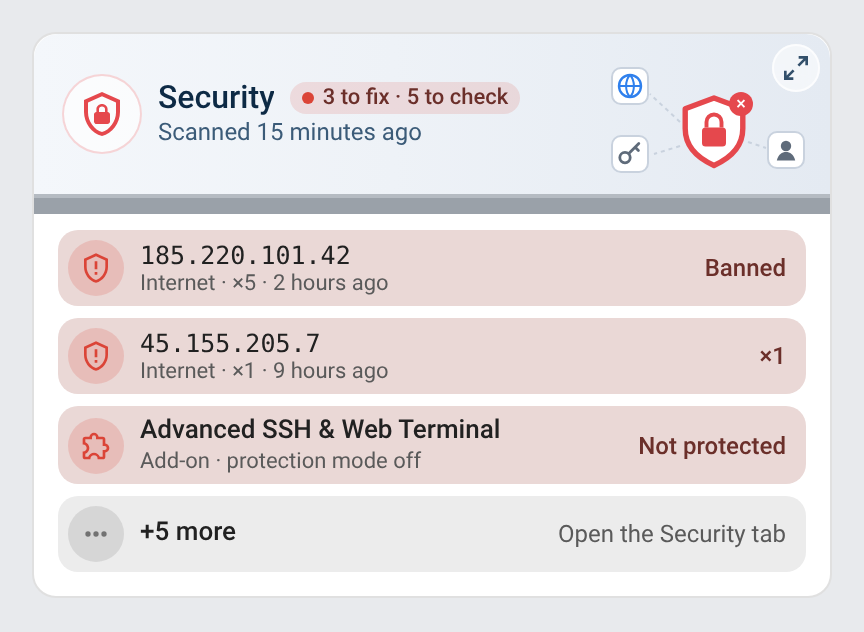 Security
3 to fix · 5 to check
Scanned 15 minutes ago
185.220.101.42
Internet · ×5 · 2 hours ago
Banned
45.155.205.7
Internet · ×1 · 9 hours ago
×1
Advanced SSH & Web Terminal
Add-on · protection mode off
Not protected
+5 more
Open the Security tab